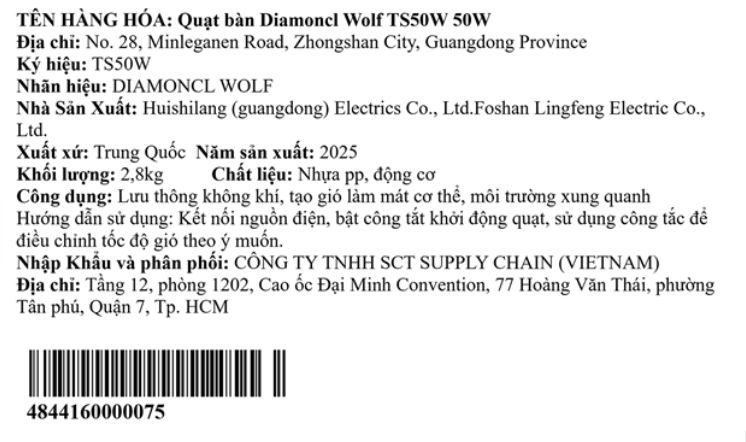 TÊN HÀNG HÓA: Quạt bàn Diamoncl Wolf TS50W 50W
Địa chỉ: No. 28, Minleganen Road, Zhongshan City, Guangdong Province
Ký hiệu: TS50W
Nhãn hiệu: DIAMONCL WOLF
Nhà Sản Xuất: Huishilang (guangdong) Electrics Co., Ltd.Foshan Lingfeng Electric Co.,
Ltd.
Xuất xứ: Trung Quốc Năm sản xuất: 2025
Khối lượng: 2,8kg Chất liệu: Nhựa pp, động cơ
Công dụng: Lưu thông không khí, tạo gió làm mát cơ thể, môi trường xung quanh
Hướng dẫn sử dụng: Kết nối nguồn điện, bật công tắt khởi động quạt, sử dụng công tắc để
điều chỉnh tốc độ gió theo ý muốn.
Nhập Khẩu và phân phối: CÔNG TY TNHH SCT SUPPLY CHAIN (VIETNAM)
Địa chỉ: Tầng 12, phòng 1202, Cao ốc Đại Minh Convention, 77 Hoàng Văn Thái, phường
Tân phú, Quận 7, Tp. HCM
4844160000075